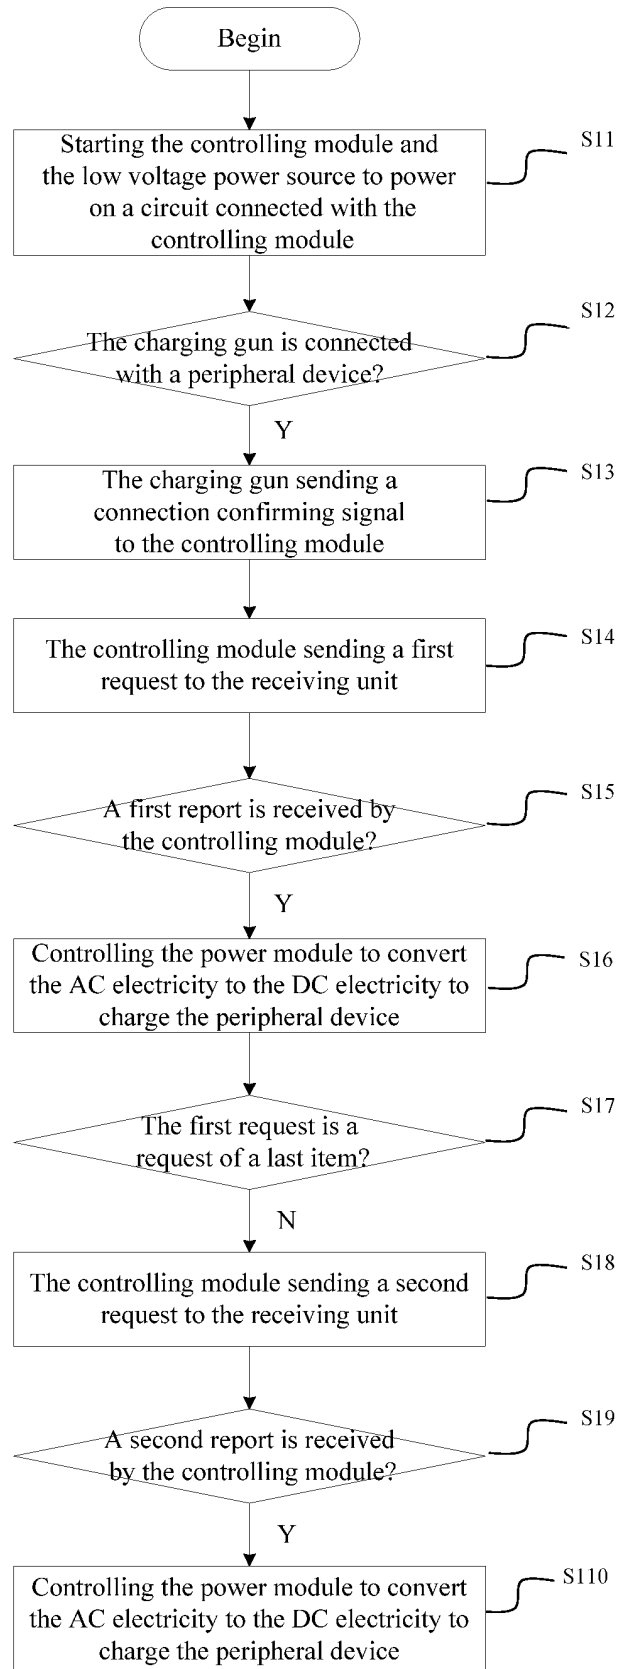 Begin
Starting the controlling module and
the low voltage power source to power
on a circuit connected with the
controlling module
S11
The charging gun is connected
with a peripheral device?
S12
Y
The charging gun sending a
connection confirming signal
to the controlling module
S13
The controlling module sending a first
request to the receiving unit
S14
A first report is received by
the controlling module?
S15
Y
Controlling the power module to convert
the AC electricity to the DC electricity to
charge the peripheral device
S16
The first request is a
request of a last item?
S17
N
The controlling module sending a second
request to the receiving unit
S18
A second report is received
by the controlling module?
S19
Y
Controlling the power module to convert
the AC electricity to the DC electricity to
charge the peripheral device
S110